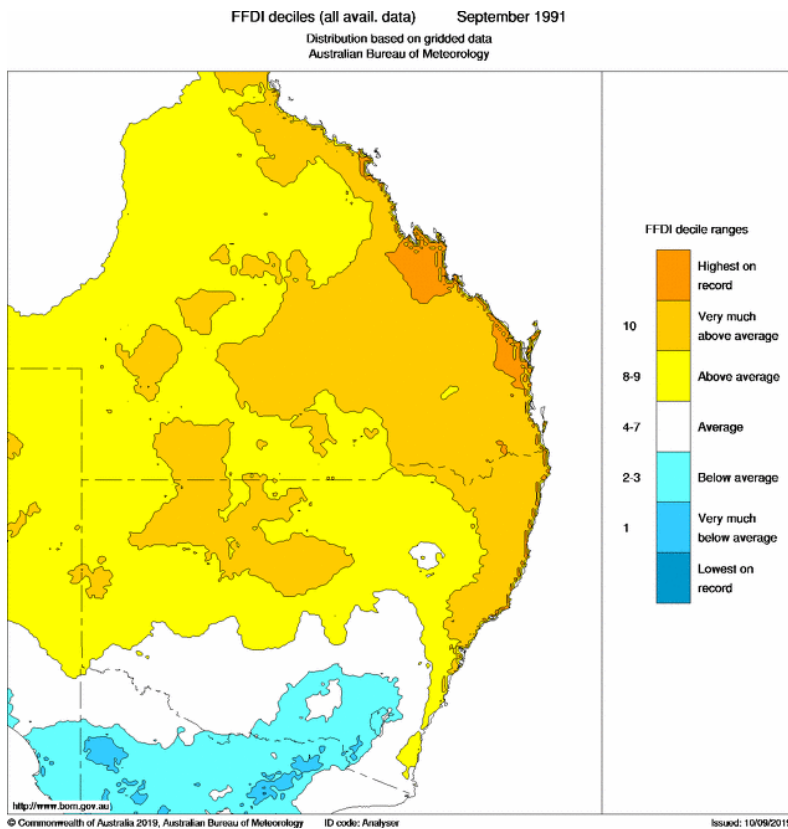 FFDI deciles (all avail. data) September 1991
Distribution based on gridded data
Australian Bureau of Meteorology
FFDI decile ranges
Highest on
record
10
Very much
above average
8-9
Above average
4-7
Average
2-3
Below average
1
Very much
below average
Lowest on
record
http://www.bom.gov.au
© Commonwealth of Australia 2019, Australian Bureau of Meteorology ID code: Analyser Issued: 10/09/2019